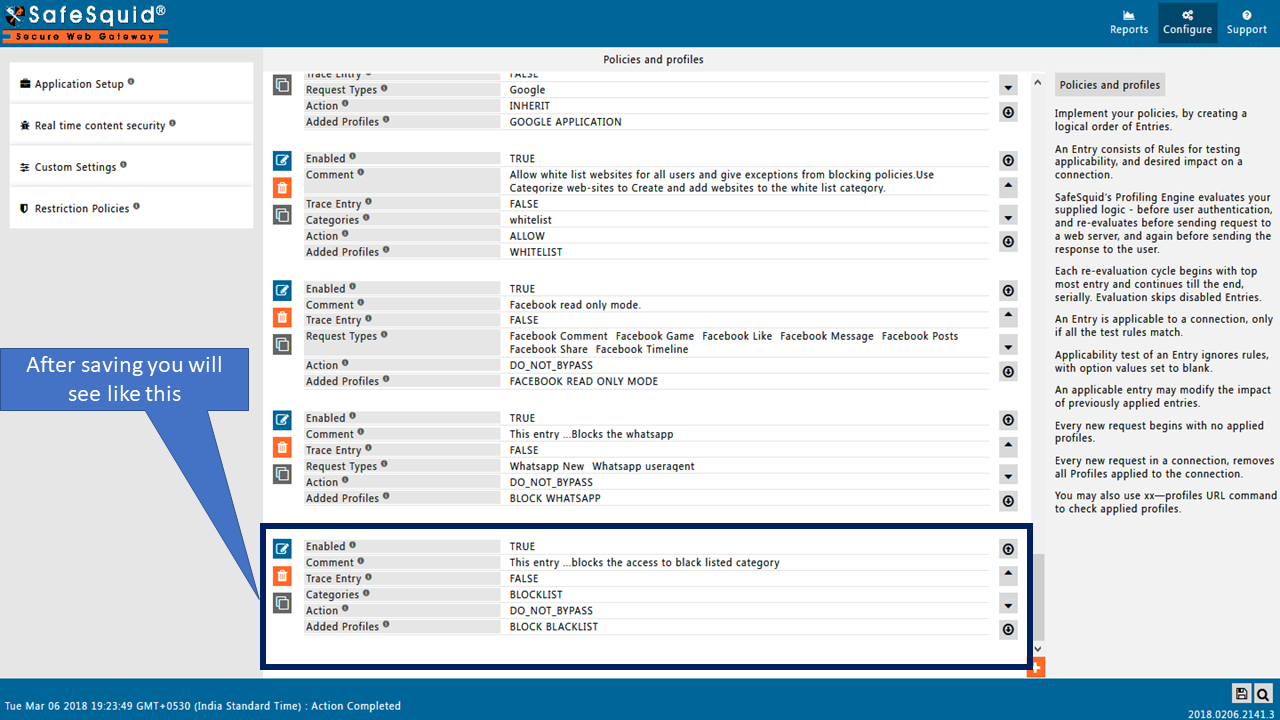 SafeSquid®
Secure Web Gateway
Reports
Configure
Support
Application Setup
Real time content security
Custom Settings
Restriction Policies
Policies and profiles
Trace Entry FALSE
Request Types Google
Action INHERIT
Added Profiles GOOGLE APPLICATION
Enabled TRUE
Comment Allow white list websites for all users and give exceptions from blocking policies.Use
Categorize web-sites to Create and add websites to the white list category.
Trace Entry FALSE
Categories whitelist
Action ALLOW
Added Profiles WHITELIST
Enabled TRUE
Comment Facebook read only mode.
Trace Entry FALSE
Request Types Facebook Comment Facebook Game Facebook Like Facebook Message Facebook Posts
Facebook Share Facebook Timeline
Action DO_NOT_BYPASS
Added Profiles FACEBOOK READ ONLY MODE
Enabled TRUE
Comment This entry ...Blocks the whatsapp
Trace Entry FALSE
Request Types Whatsapp New Whatsapp useragent
Action DO_NOT_BYPASS
Added Profiles BLOCK WHATSAPP
Enabled TRUE
Comment This entry ...blocks the access to black listed category
Trace Entry FALSE
Categories BLOCKLIST
Action DO_NOT_BYPASS
Added Profiles BLOCK BLACKLIST
After saving you will
see like this
Policies and profiles
Implement your policies, by creating a
logical order of Entries.
An Entry consists of Rules for testing
applicability, and desired impact on a
connection.
SafeSquid's Profiling Engine evaluates your
supplied logic - before user authentication,
and re-evaluates before sending request to
a web server, and again before sending the
response to the user.
Each re-evaluation cycle begins with top
most entry and continues till the end,
serially. Evaluation skips disabled Entries.
An Entry is applicable to a connection, only
if all the test rules match.
Applicability test of an Entry ignores rules,
with option values set to blank.
An applicable entry may modify the impact
of previously applied entries.
Every new request begins with no applied
profiles.
Every new request in a connection, removes
all Profiles applied to the connection.
You may also use xx—profiles URL command
to check applied profiles.
Tue Mar 06 2018 19:23:49 GMT+0530 (India Standard Time) : Action Completed
2018.0206.2141.3